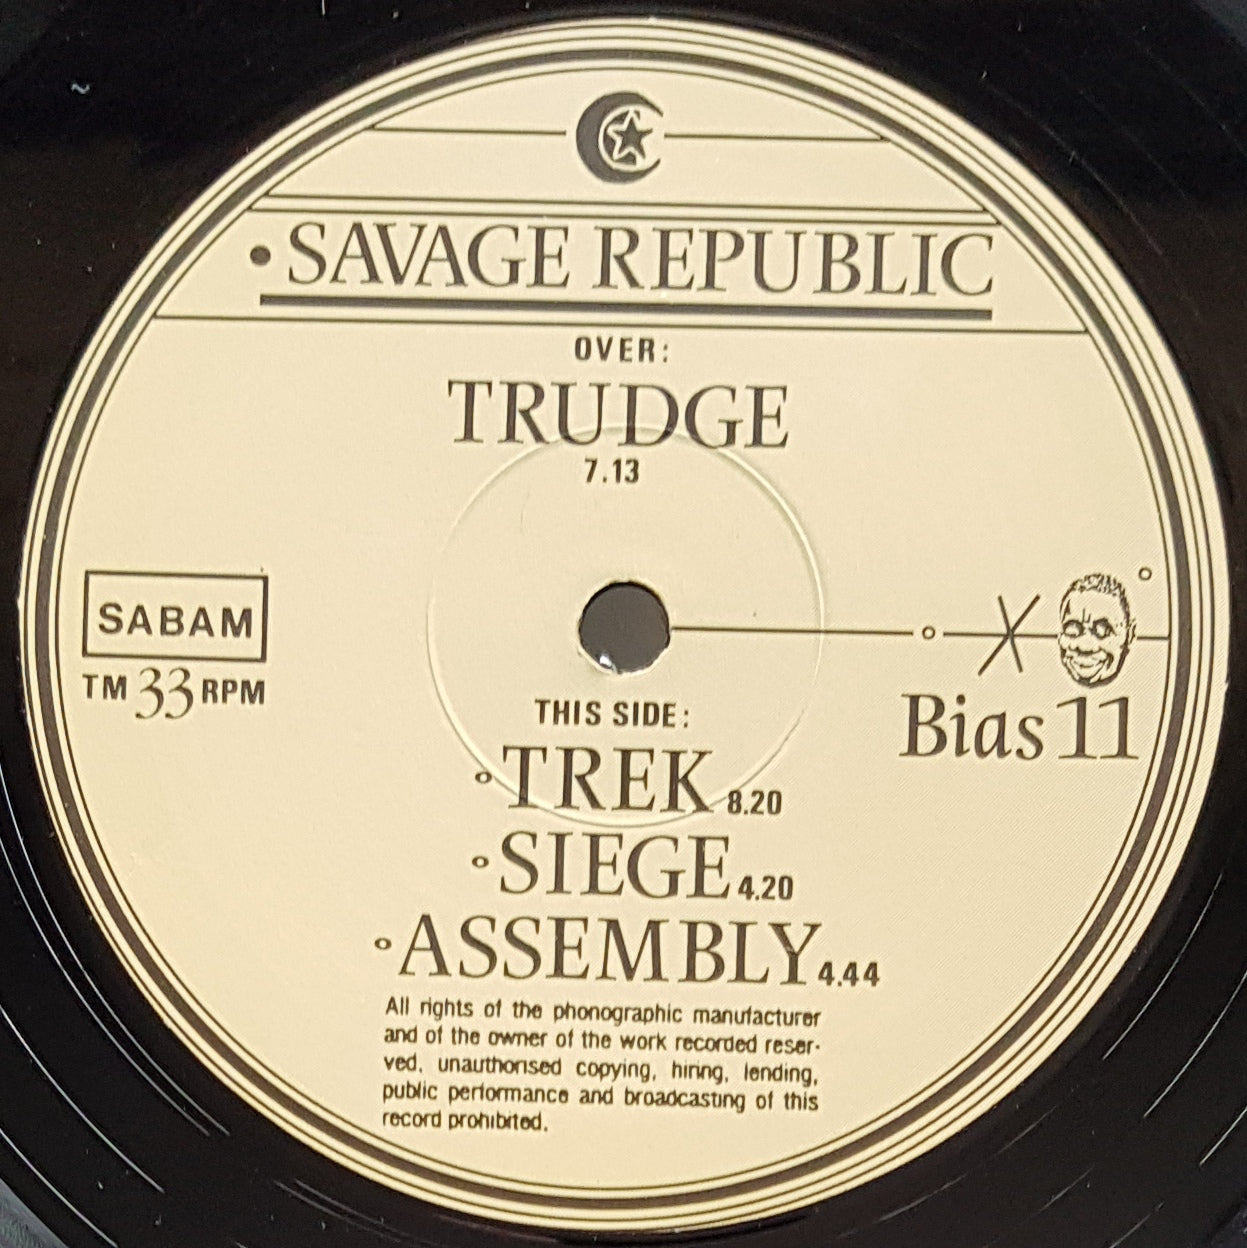 • SAVAGE REPUBLIC
OVER:
TRUDGE
7.13
SABAM
TM 33 RPM
Bias 11
THIS SIDE:
∘TREK 8.20
∘SIEGE 4.20
∘ASSEMBLY 4.44
All rights of the phonographic manufacturer
and of the owner of the work recorded reser-
ved, unauthorised copying, hiring, lending,
public performance and broadcasting of this
record prohibited.